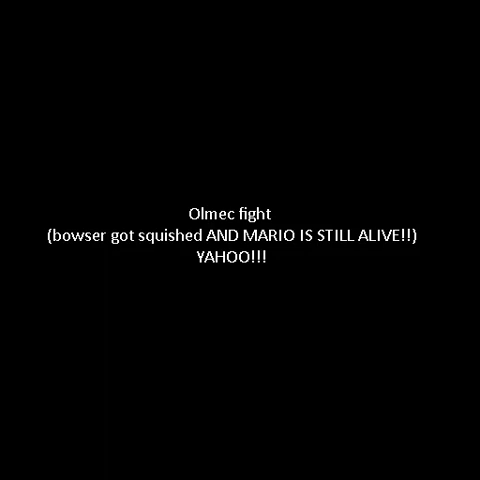 Olmec fight
(bowser got squished AND MARIO IS STILL ALIVE!!)
YAHOO!!!